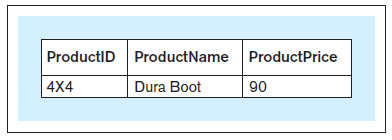 ProductID ProductName ProductPrice
4X4 Dura Boot 90